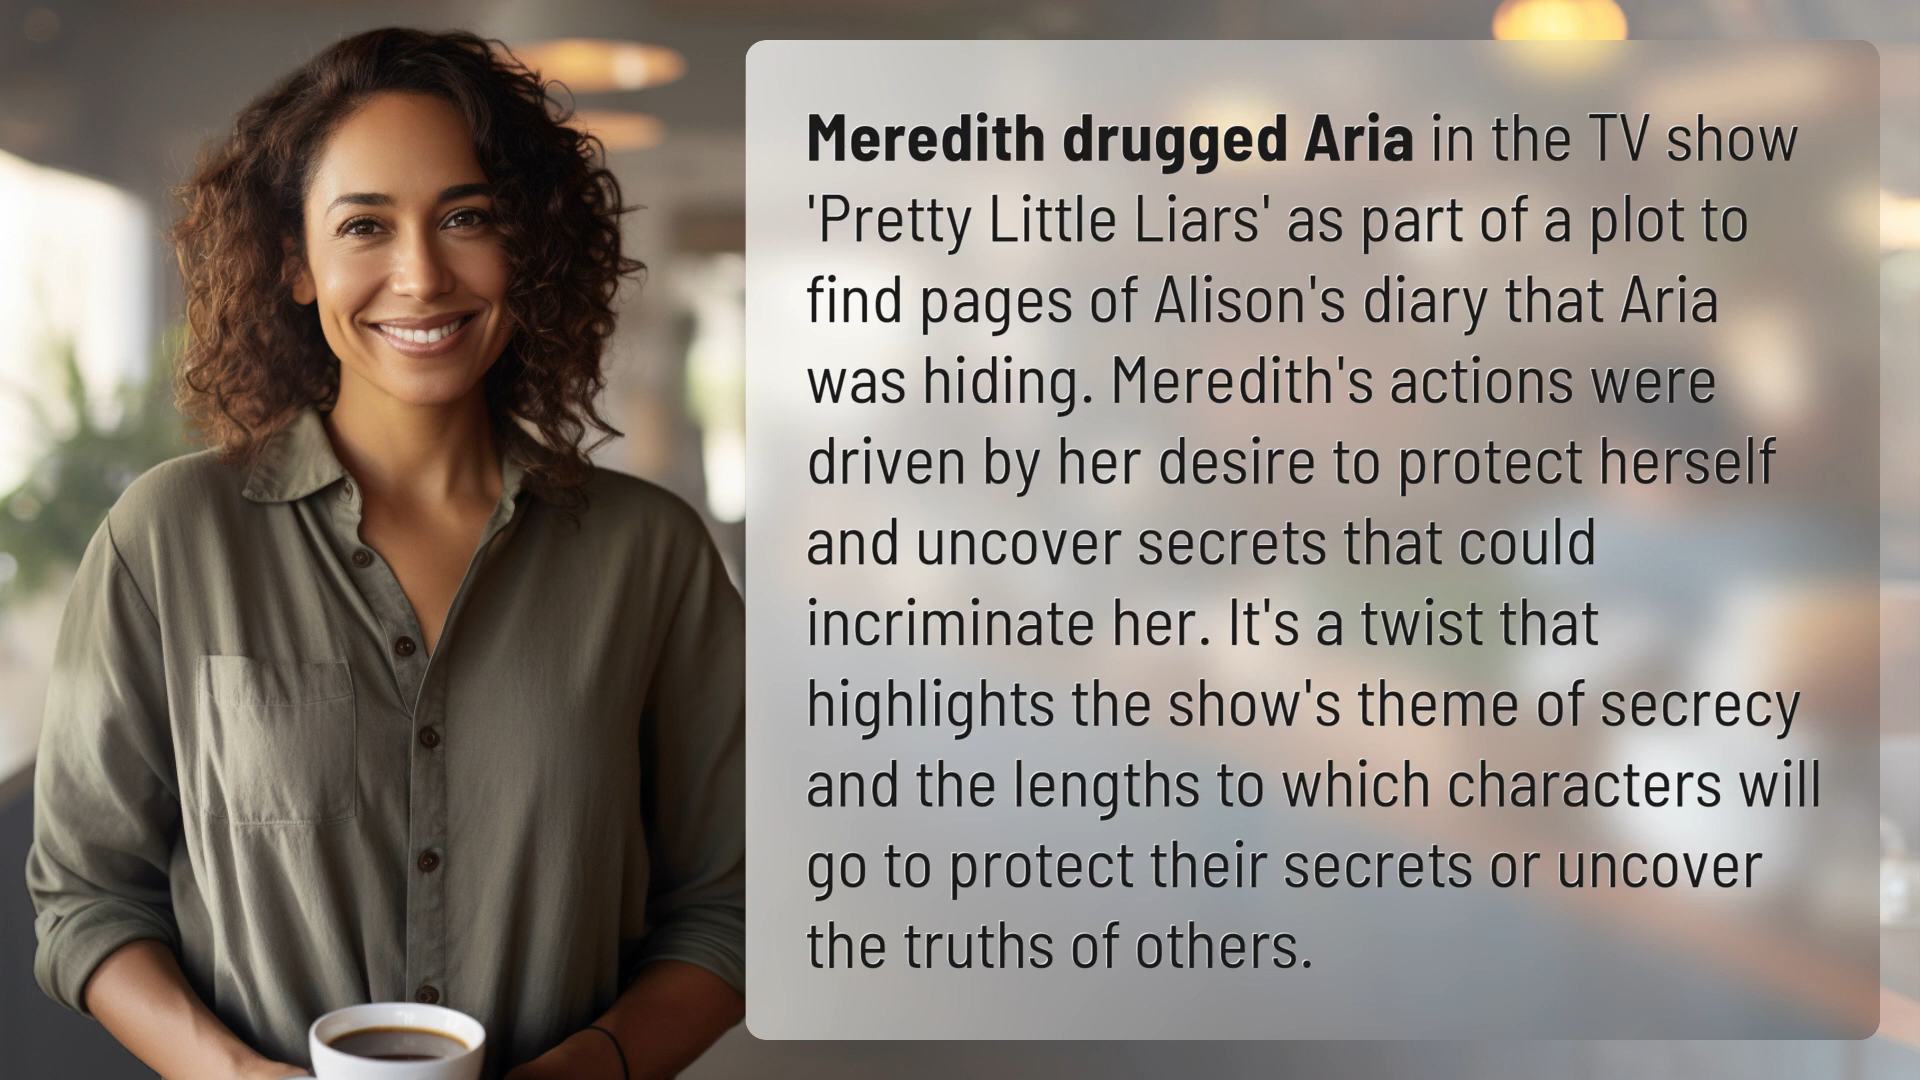 Meredith drugged Aria in the TV show
'Pretty Little Liars' as part of a plot to
find pages of Alison's diary that Aria
was hiding. Meredith's actions were
driven by her desire to protect herself
and uncover secrets that could
incriminate her. It's a twist that
highlights the show's theme of secrecy
and the lengths to which characters will
go to protect their secrets or uncover
the truths of others.